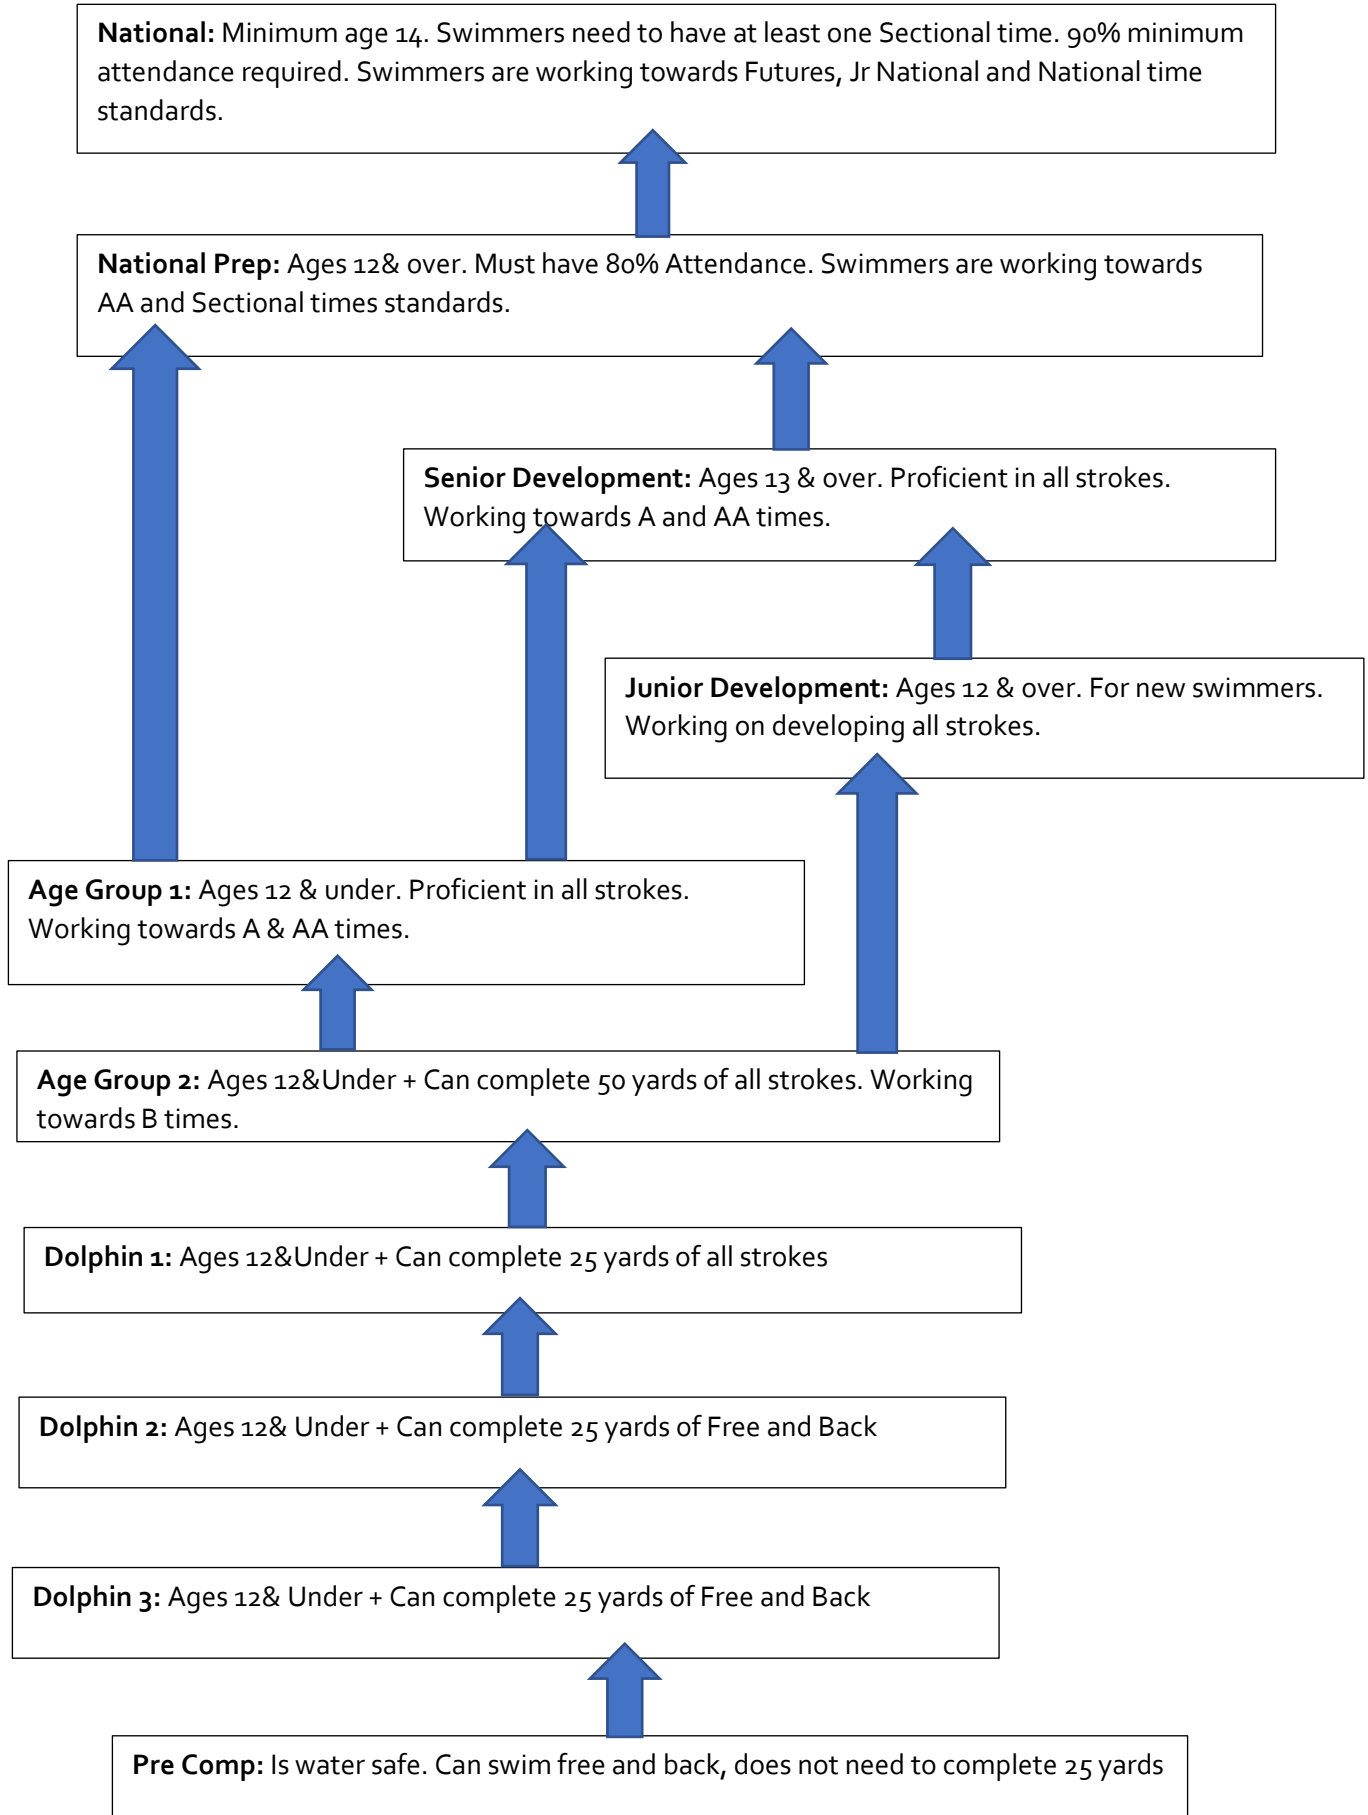 National: Minimum age 14. Swimmers need to have at least one Sectional time. 90% minimum
attendance required. Swimmers are working towards Futures, Jr National and National time
standards.
National Prep: Ages 12& over. Must have 80% Attendance. Swimmers are working towards
AA and Sectional times standards.
Senior Development: Ages 13 & over. Proficient in all strokes.
Working towards A and AA times.
Junior Development: Ages 12 & over. For new swimmers.
Working on developing all strokes.
Age Group 1: Ages 12 & under. Proficient in all strokes.
Working towards A & AA times.
Age Group 2: Ages 12&Under + Can complete 50 yards of all strokes. Working
towards B times.
Dolphin 1: Ages 12&Under + Can complete 25 yards of all strokes
Dolphin 2: Ages 12& Under + Can complete 25 yards of Free and Back
Dolphin 3: Ages 12& Under + Can complete 25 yards of Free and Back
Pre Comp: Is water safe. Can swim free and back, does not need to complete 25 yards